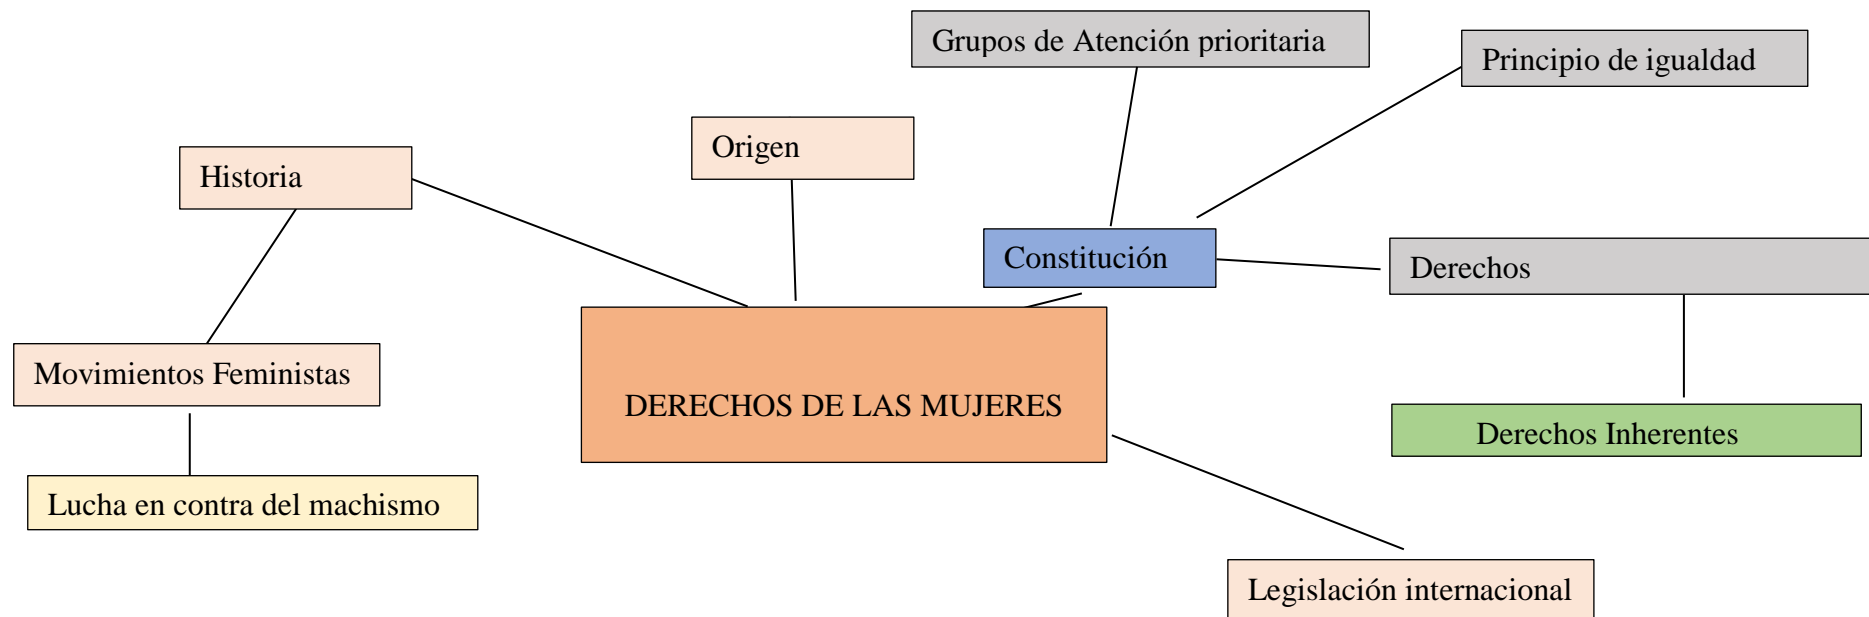 Grupos de Atención prioritaria
Principio de igualdad
Origen
Historia
Constitución
Derechos
Movimientos Feministas
DERECHOS DE LAS MUJERES
Derechos Inherentes
Lucha en contra del machismo
Legislación internacional